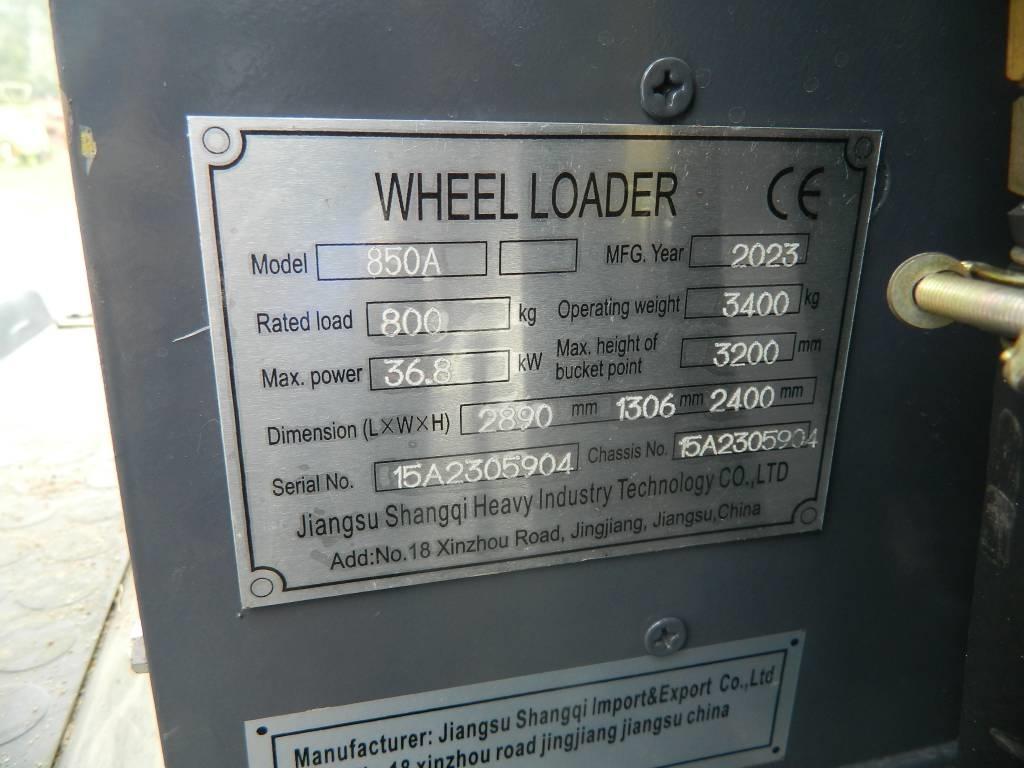 WHEEL LOADER CE
Model 850A MFG. Year 2023
Rated load 800 kg Operating weight 3400 kg
Max. power 36.8 kW Max. height of bucket point 3200 mm
Dimension (L×W×H) 2890 mm 1306 mm 2400 mm
Serial No. 15A2305904 Chassis No. 15A2305904
Jiangsu Shangqi Heavy Industry Technology CO.,LTD
Add:No.18 Xinzhou Road, Jingjiang, Jiangsu,China
Manufacturer: Jiangsu Shangqi Import&Export Co.,Ltd
18 xinzhou road jingjiang jiangsu china